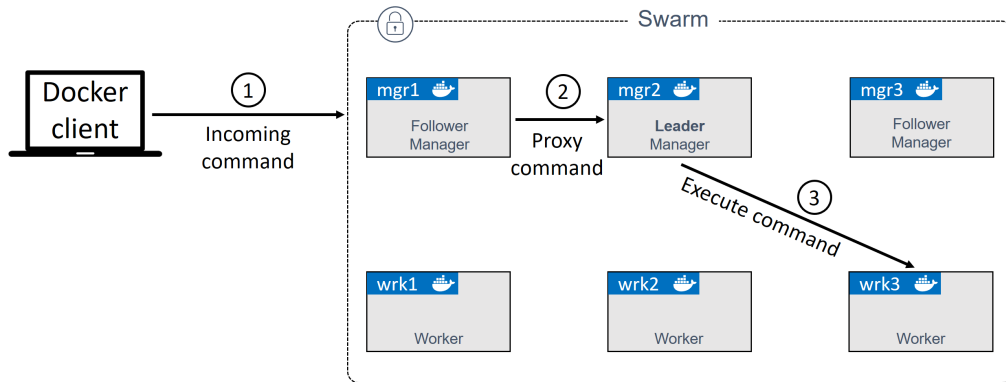 Swarm
Docker
client
1
Incoming
command
mgr1
Follower
Manager
2
Proxy
command
mgr2
Leader
Manager
mgr3
Follower
Manager
3
Execute command
wrk1
Worker
wrk2
Worker
wrk3
Worker